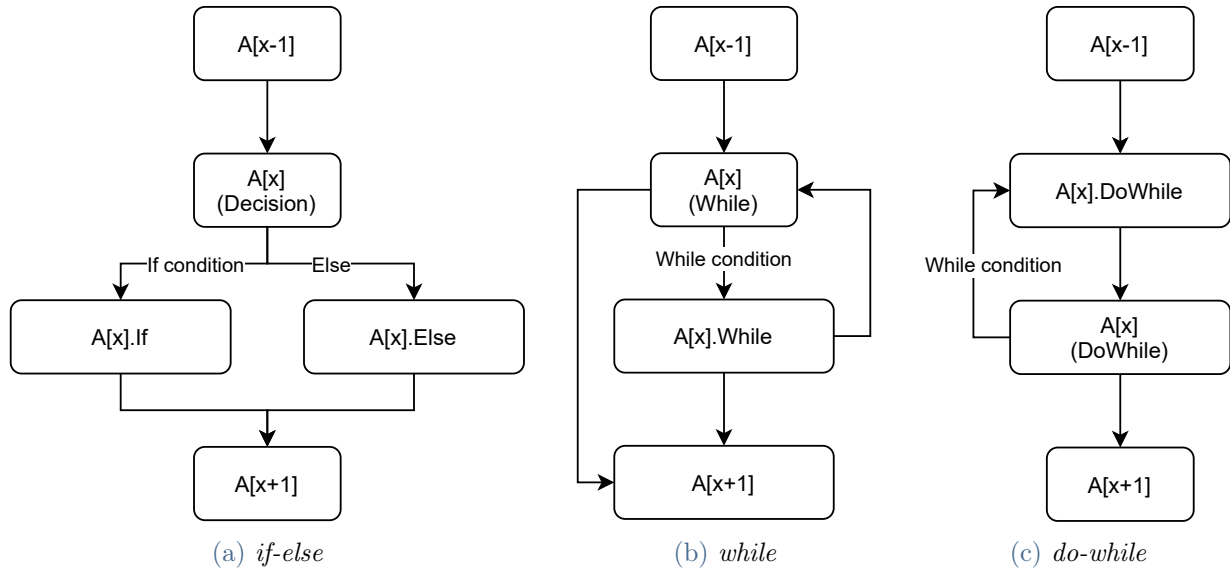 A[x-1]
A[x]
(Decision)
If condition
Else
A[x].If
A[x].Else
A[x+1]
(a) if-else
A[x-1]
A[x]
(While)
While condition
A[x].While
A[x+1]
(b) while
A[x-1]
A[x].DoWhile
While condition
A[x]
(DoWhile)
A[x+1]
(c) do-while